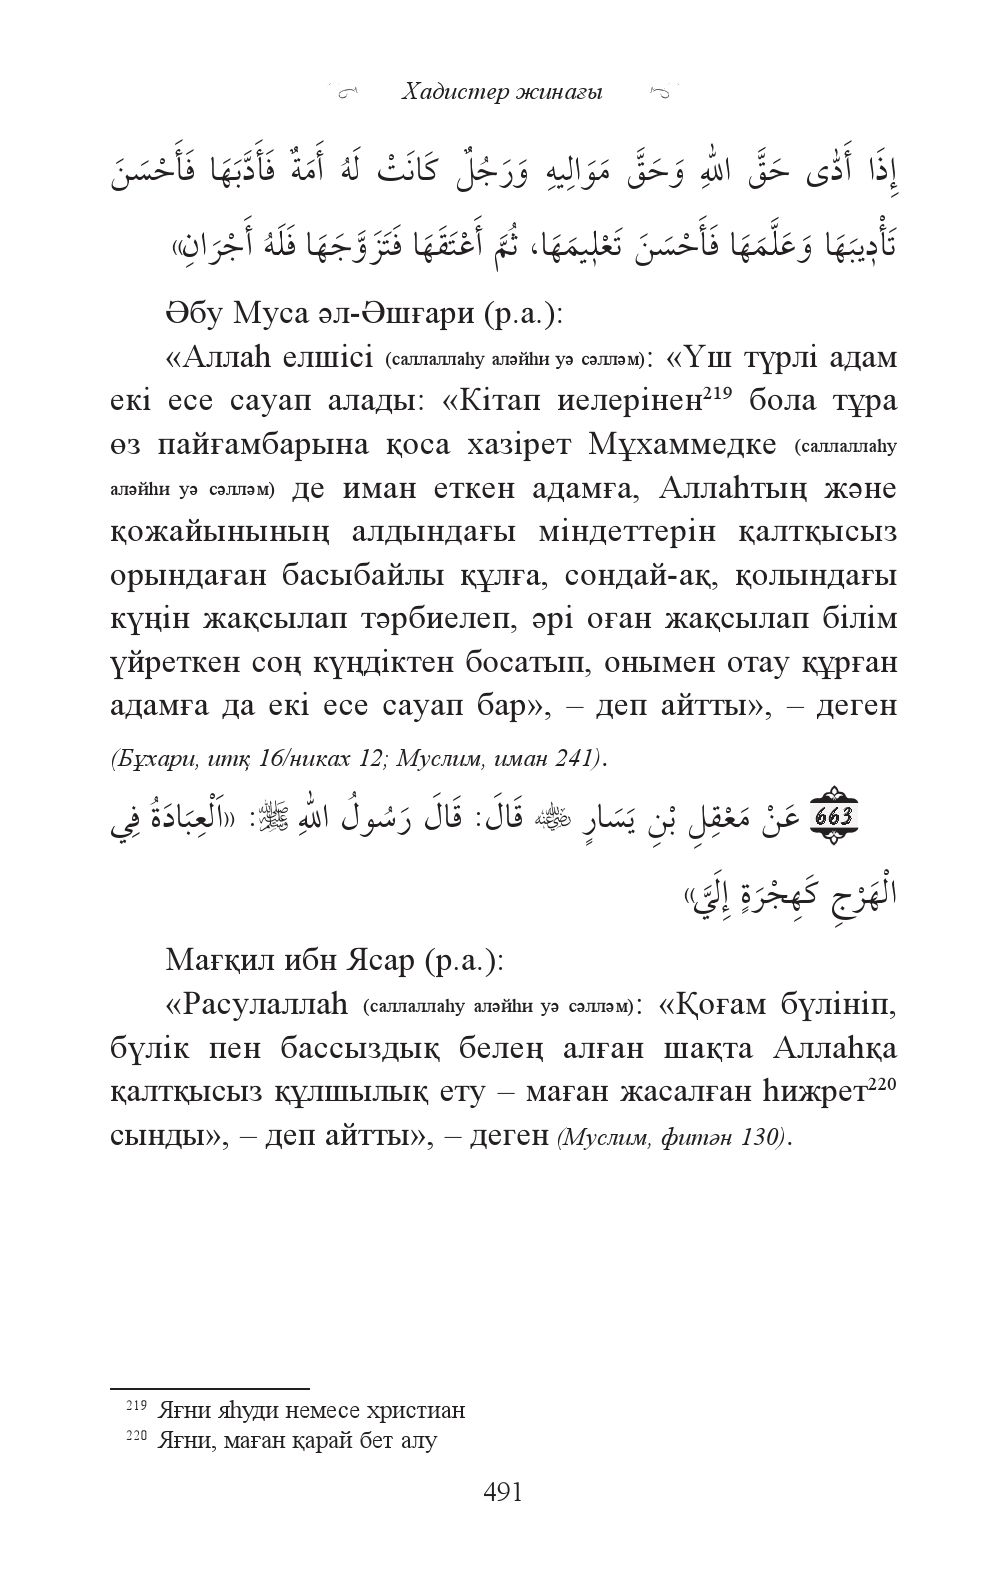 Хадистер жинағы
إِذَا أَدَّى حَقَّ اللهِ وَحَقَّ مَوَالِيهِ وَرَجُلٌ كَانَتْ لَهُ أَمَةٌ فَأَدَّبَهَا فَأَحْسَنَ
تَأْدِيبَهَا وَعَلَّمَهَا فَأَحْسَنَ تَعْلِيمَهَا، ثُمَّ أَعْتَقَهَا فَتَزَوَّجَهَا فَلَهُ أَجْرَانِ»
Әбу Муса әл-Әшғари (р.а.):
«Аллаһ елшісі (саллаллаһу аләйһи уә сәлләм): «Үш түрлі адам
екі есе сауап алады: «Кітап иелерінен²¹⁹ бола тұра
өз пайғамбарына қоса хазірет Мұхаммедке (саллаллаһу
аләйһи уә сәлләм) де иман еткен адамға, Аллаһтың және
қожайынының алдындағы міндеттерін қалтқысыз
орындаған басыбайлы құлға, сондай-ақ, қолындағы
күңін жақсылап тәрбиелеп, әрі оған жақсылап білім
үйреткен соң күңдіктен босатып, онымен отау құрған
адамға да екі есе сауап бар», – деп айтты», – деген
(Бұхари, итқ 16/никах 12; Муслим, иман 241).
663 عَنْ مَعْقِلِ بْنِ يَسَارٍ ﵁ قَالَ: قَالَ رَسُولُ اللهِ ﷺ: «اَلْعِبَادَةُ فِي
الْهَرْجِ كَهِجْرَةٍ إِلَيَّ»
Мағқил ибн Ясар (р.а.):
«Расулаллаһ (саллаллаһу аләйһи уә сәлләм): «Қоғам бүлініп,
бүлік пен бассыздық белең алған шақта Аллаһқа
қалтқысыз құлшылық ету – маған жасалған һижрет²²⁰
сынды», – деп айтты», – деген (Муслим, фитән 130).
²¹⁹ Яғни яһуди немесе христиан
²²⁰ Яғни, маған қарай бет алу
491